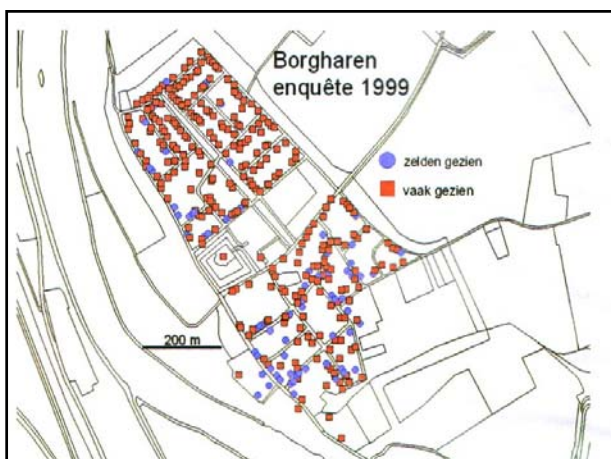 Borgharen
enquête 1999
zelden gezien
vaak gezien
200 m